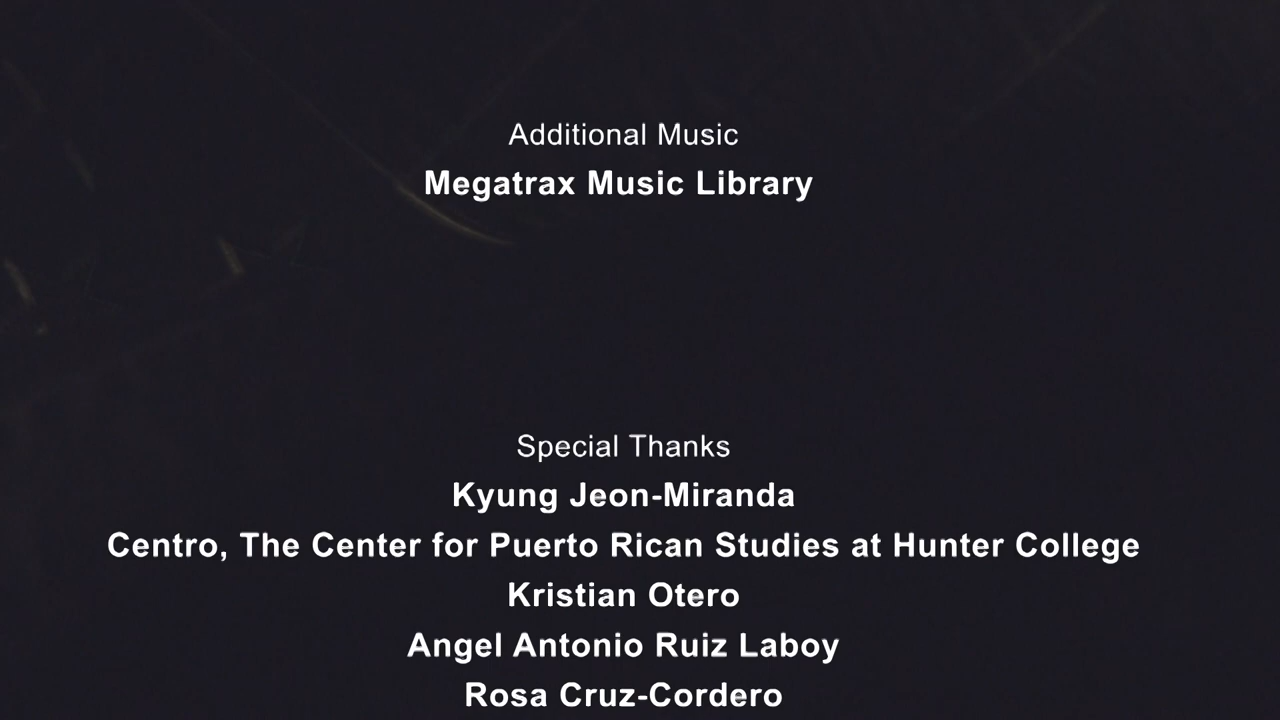 Additional Music
Megatrax Music Library
Special Thanks
Kyung Jeon-Miranda
Centro, The Center for Puerto Rican Studies at Hunter College
Kristian Otero
Angel Antonio Ruiz Laboy
Rosa Cruz-Cordero